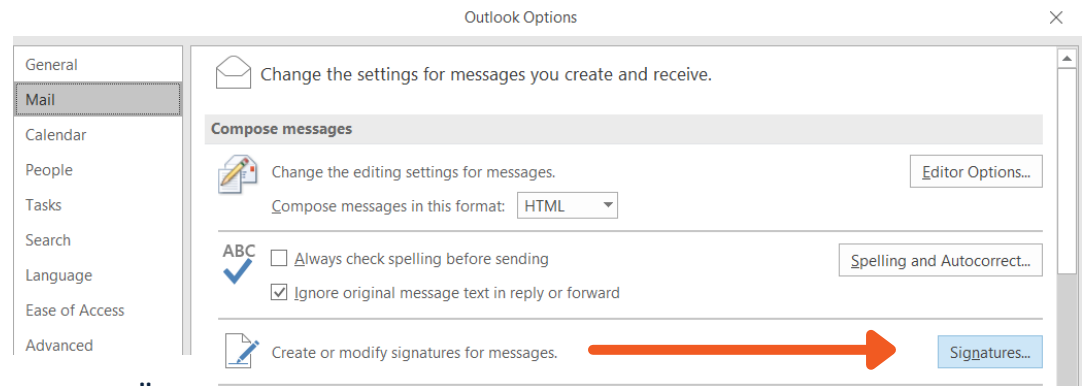 Outlook Options
General
Mail
Calendar
People
Tasks
Search
Language
Ease of Access
Advanced
Change the settings for messages you create and receive.
Compose messages
Change the editing settings for messages.
Editor Options...
Compose messages in this format: HTML
ABC
Always check spelling before sending
Spelling and Autocorrect...
Ignore original message text in reply or forward
Create or modify signatures for messages.
Signatures...